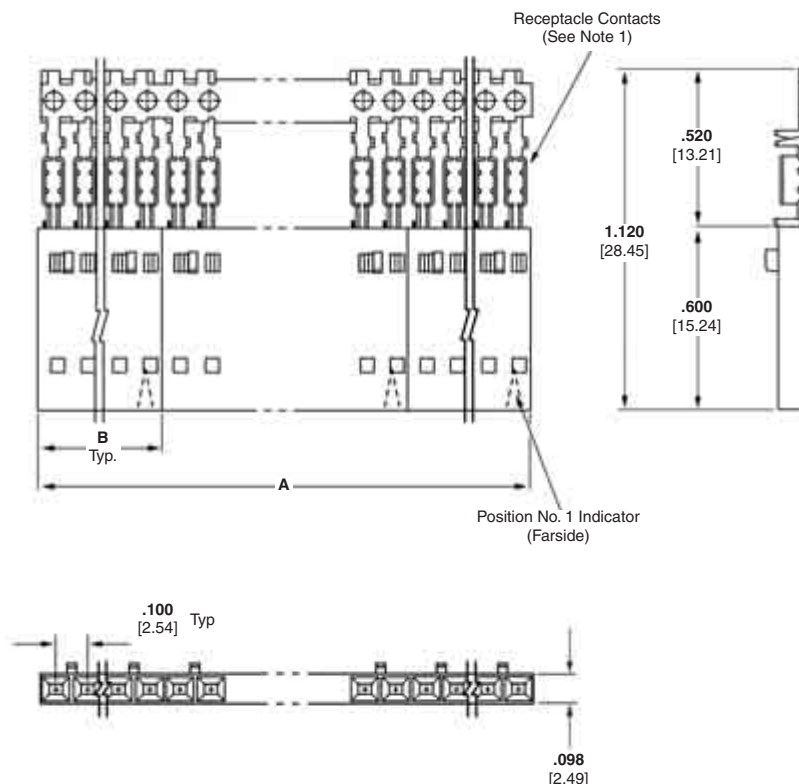 Receptacle Contacts
(See Note 1)
.520
[13.21]
1.120
[28.45]
.600
[15.24]
B
Typ.
A
Position No. 1 Indicator
(Farside)
.100
[2.54]
Typ
.098
[2.49]